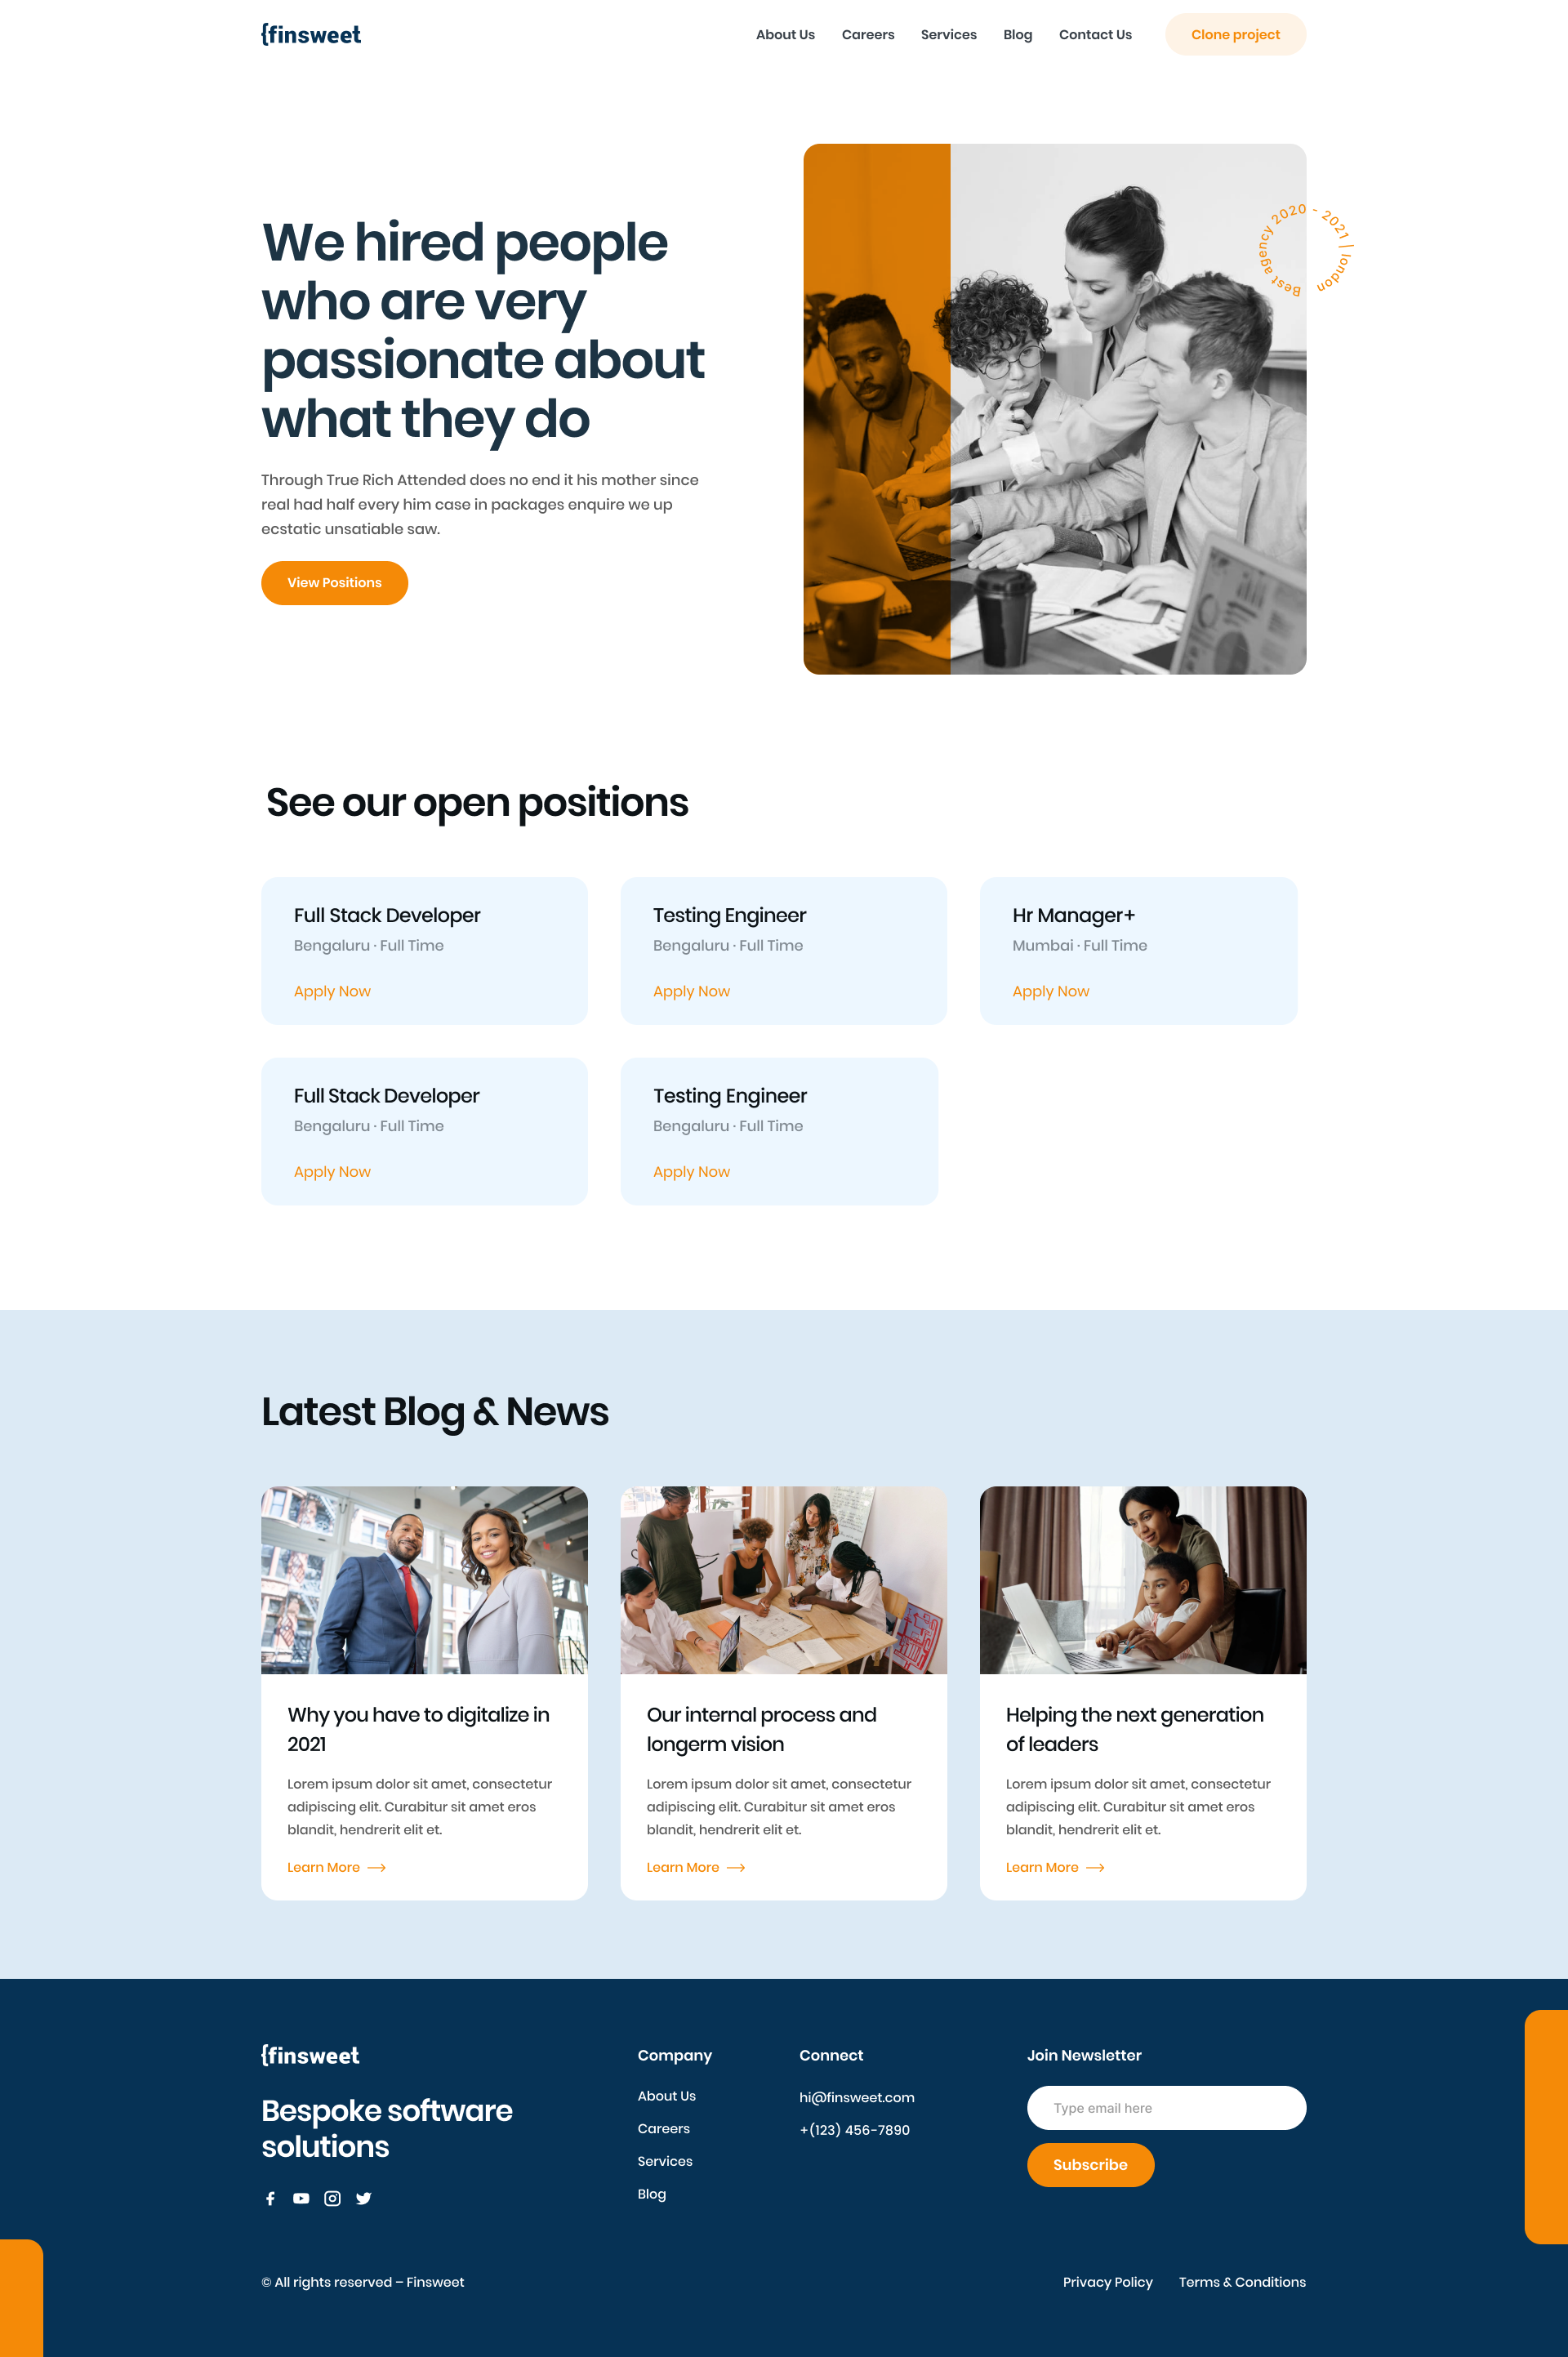 {finsweet
About Us Careers Services Blog Contact Us Clone project
We hired people
who are very
passionate about
what they do
Through True Rich Attended does no end it his mother since
real had half every him case in packages enquire we up
ecstatic unsatiable saw.
View Positions
Best agency 2020 - 2021 | london
See our open positions
Full Stack Developer
Bengaluru · Full Time
Apply Now
Testing Engineer
Bengaluru · Full Time
Apply Now
Hr Manager+
Mumbai · Full Time
Apply Now
Full Stack Developer
Bengaluru · Full Time
Apply Now
Testing Engineer
Bengaluru · Full Time
Apply Now
Latest Blog & News
Why you have to digitalize in
2021
Lorem ipsum dolor sit amet, consectetur
adipiscing elit. Curabitur sit amet eros
blandit, hendrerit elit et.
Learn More
Our internal process and
longerm vision
Lorem ipsum dolor sit amet, consectetur
adipiscing elit. Curabitur sit amet eros
blandit, hendrerit elit et.
Learn More
Helping the next generation
of leaders
Lorem ipsum dolor sit amet, consectetur
adipiscing elit. Curabitur sit amet eros
blandit, hendrerit elit et.
Learn More
{finsweet
Bespoke software
solutions
Company
About Us
Careers
Services
Blog
Connect
hi@finsweet.com
+(123) 456-7890
Join Newsletter
Type email here
Subscribe
© All rights reserved – Finsweet
Privacy Policy Terms & Conditions